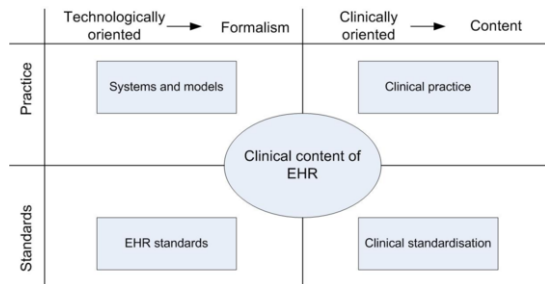 Technologically oriented
Formalism
Clinically oriented
Content
Practice
Systems and models
Clinical practice
Clinical content of
EHR
Standards
EHR standards
Clinical standardisation